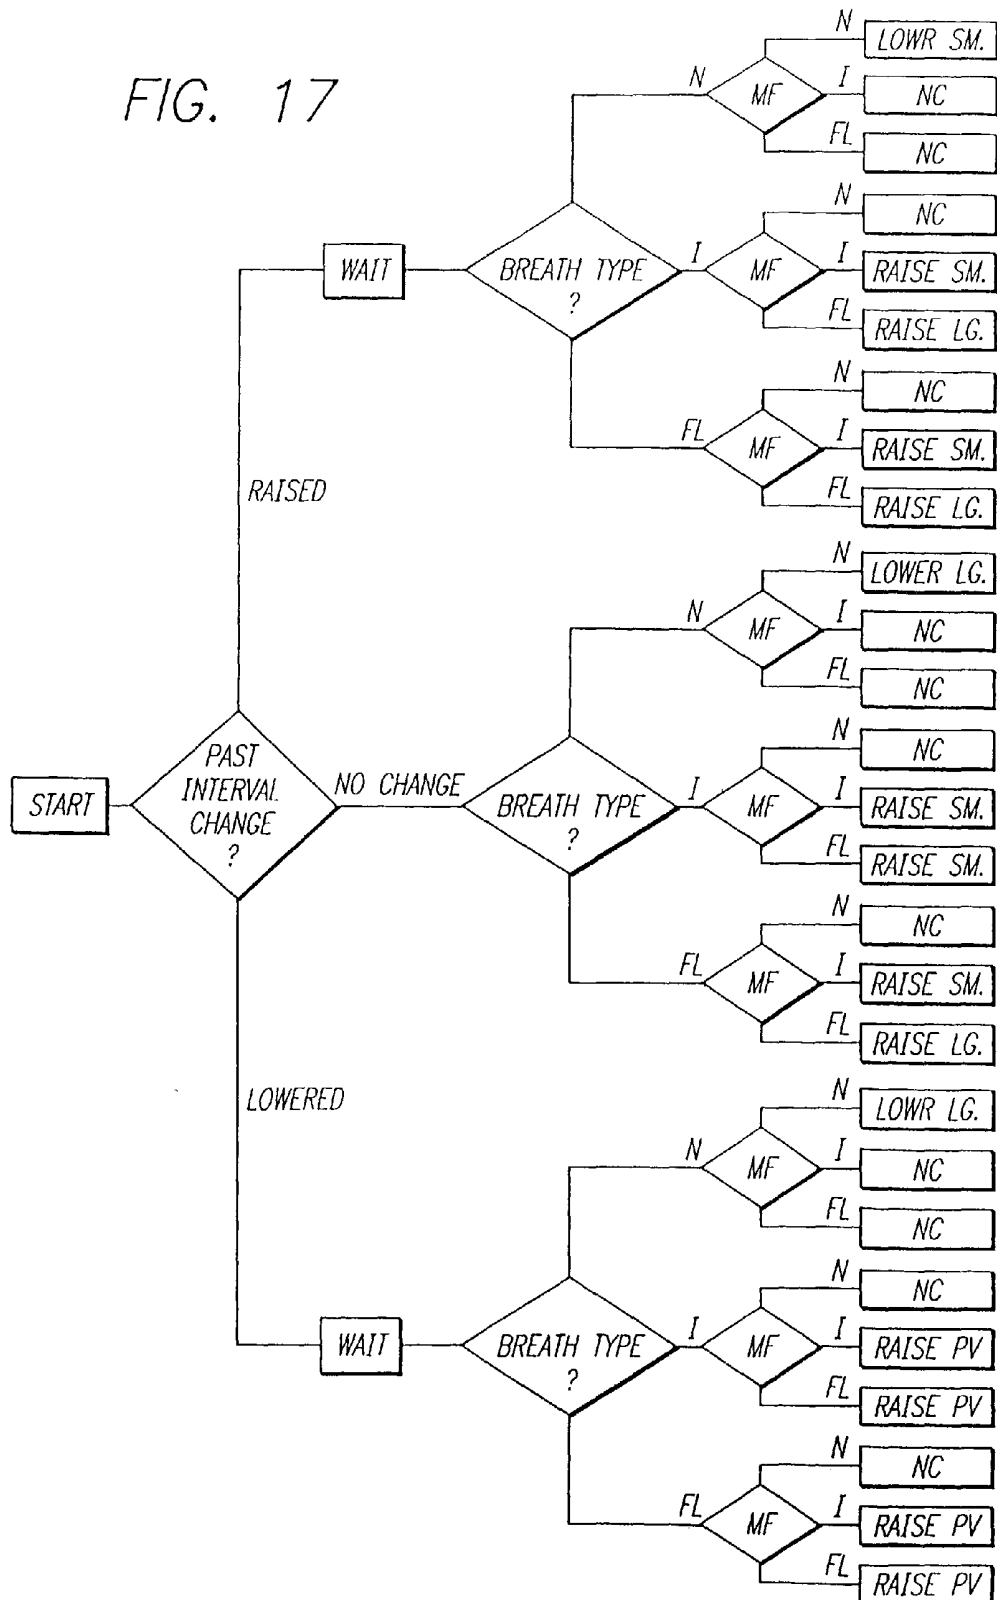 FIG. 17
START
PAST
INTERVAL
CHANGE
?
RAISED
WAIT
BREATH TYPE
?
N
MF
N
LOWR SM.
I
NC
FL
NC
I
MF
N
NC
I
RAISE SM.
FL
RAISE LG.
FL
MF
N
NC
I
RAISE SM.
FL
RAISE LG.
NO CHANGE
BREATH TYPE
?
N
MF
N
LOWER LG.
I
NC
FL
NC
I
MF
N
NC
I
RAISE SM.
FL
RAISE SM.
FL
MF
N
NC
I
RAISE SM.
FL
RAISE LG.
LOWERED
WAIT
BREATH TYPE
?
N
MF
N
LOWR LG.
I
NC
FL
NC
I
MF
N
NC
I
RAISE PV
FL
RAISE PV
FL
MF
N
NC
I
RAISE PV
FL
RAISE PV